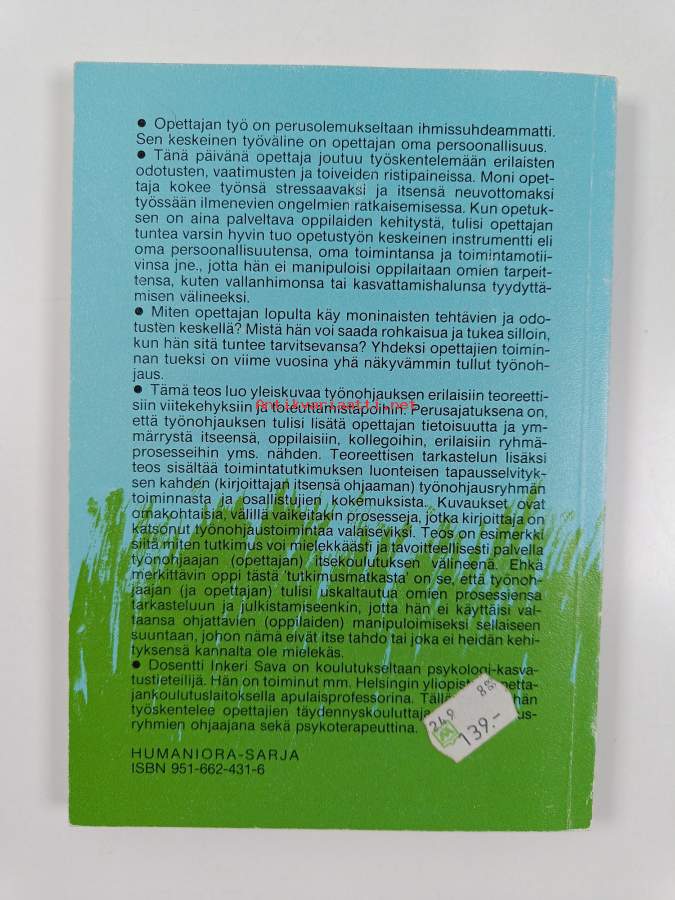 ● Opettajan työ on perusolemukseltaan ihmissuhdeammatti.
Sen keskeinen työväline on opettajan oma persoonallisuus.
● Tänä päivänä opettaja joutuu työskentelemään erilaisten
odotusten, vaatimusten ja toiveiden ristipaineissa. Moni opet-
taja kokee työnsä stressaavaksi ja itsensä neuvottomaksi
työssään ilmenevien ongelmien ratkaisemisessa. Kun opetuk-
sen on aina palveltava oppilaiden kehitystä, tulisi opettajan
tuntea varsin hyvin tuo opetustyön keskeinen instrumentti eli
oma persoonallisuutensa, oma toimintansa ja toimintamotii-
vinsa jne., jotta hän ei manipuloisi oppilaitaan omien tarpeit-
tensa, kuten vallanhimonsa tai kasvattamishalunsa tyydyttä-
misen välineeksi.
● Miten opettajan lopulta käy moninaisten tehtävien ja odo-
tusten keskellä? Mistä hän voi saada rohkaisua ja tukea silloin,
kun hän sitä tuntee tarvitsevansa? Yhdeksi opettajien toimin-
nan tueksi on viime vuosina yhä näkyvämmin tullut työnoh-
jaus.
● Tämä teos luo yleiskuvaa työnohjauksen erilaisiin teoreetti-
siin viitekehyksiin ja toteuttamistapoihin. Perusajatuksena on,
Antikvariaatti.net
että työnohjauksen tulisi lisätä opettajan tietoisuutta ja ym-
märrystä itseensä, oppilaisiin, kollegoihin, erilaisiin ryhmä-
prosesseihin yms. nähden. Teoreettisen tarkastelun lisäksi
teos sisältää toimintatutkimuksen luonteisen tapausselvityk-
sen kahden (kirjoittajan itsensä ohjaaman) työnohjausryhmän
toiminnasta ja osallistujien kokemuksista. Kuvaukset ovat
omakohtaisia, välillä vaikeitakin prosesseja, jotka kirjoittaja on
katsonut työnohjaustoimintaa valaiseviksi. Teos on esimerkki
siitä miten tutkimus voi mielekkäästi ja tavoitteellisesti palvella
työnohjaajan (opettajan) itsekoulutuksen välineenä. Ehkä
merkittävin oppi tästä 'tutkimusmatkasta' on se, että työnoh-
jaajan (ja opettajan) tulisi uskaltautua omien prosessiensa
tarkasteluun ja julkistamiseenkin, jotta hän ei käyttäisi val-
taansa ohjattavien (oppilaiden) manipuloimiseksi sellaiseen
suuntaan, johon nämä eivät itse tahdo tai joka ei heidän kehi-
tyksensä kannalta ole mielekäs.
● Dosentti Inkeri Sava on koulutukseltaan psykologi-kasva-
tustieteilijä. Hän on toiminut mm. Helsingin yliopist opetta-
jankoulutuslaitoksella apulaisprofessorina. Täll hän
työskentelee opettajien täydennyskouluttaja us-
ryhmien ohjaajana sekä psykoterapeuttina.
249 88
139.-
HUMANIORA-SARJA
ISBN 951-662-431-6